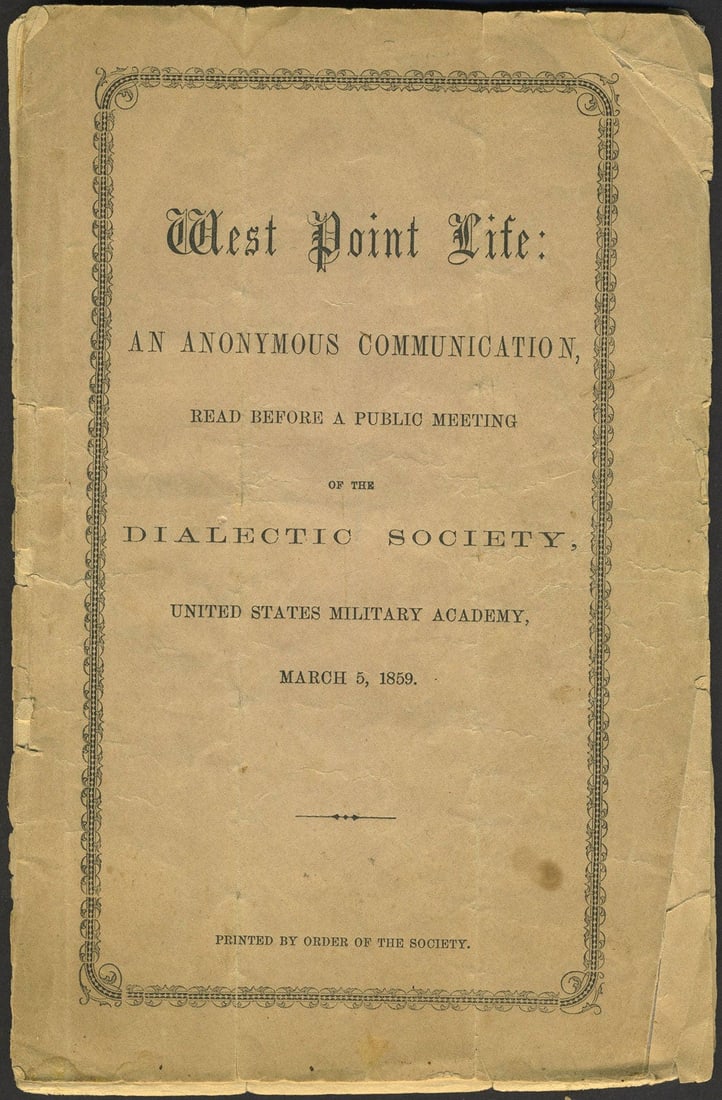 West Point Life:
AN ANONYMOUS COMMUNICATION,
READ BEFORE A PUBLIC MEETING
OF THE
DIALECTIC SOCIETY,
UNITED STATES MILITARY ACADEMY,
MARCH 5, 1859.
PRINTED BY ORDER OF THE SOCIETY.